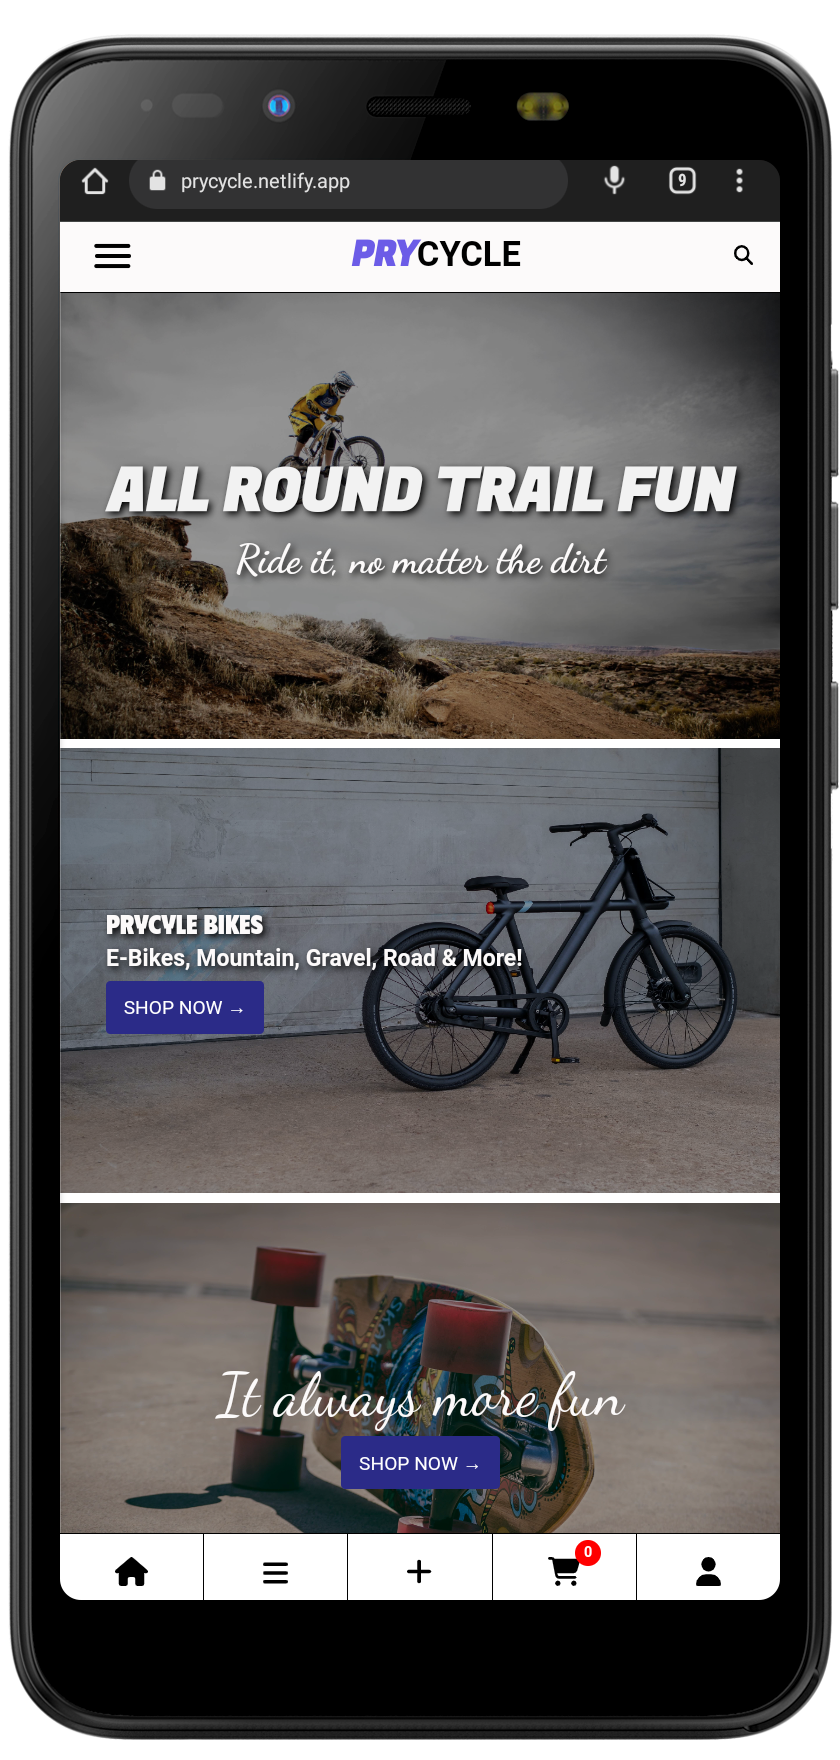 prycycle.netlify.app
9
PRYCYCLE
ALL ROUND TRAIL FUN
Ride it, no matter the dirt
PRYCYLE BIKES
E-Bikes, Mountain, Gravel, Road & More!
SHOP NOW →
It always more fun
SHOP NOW →
0